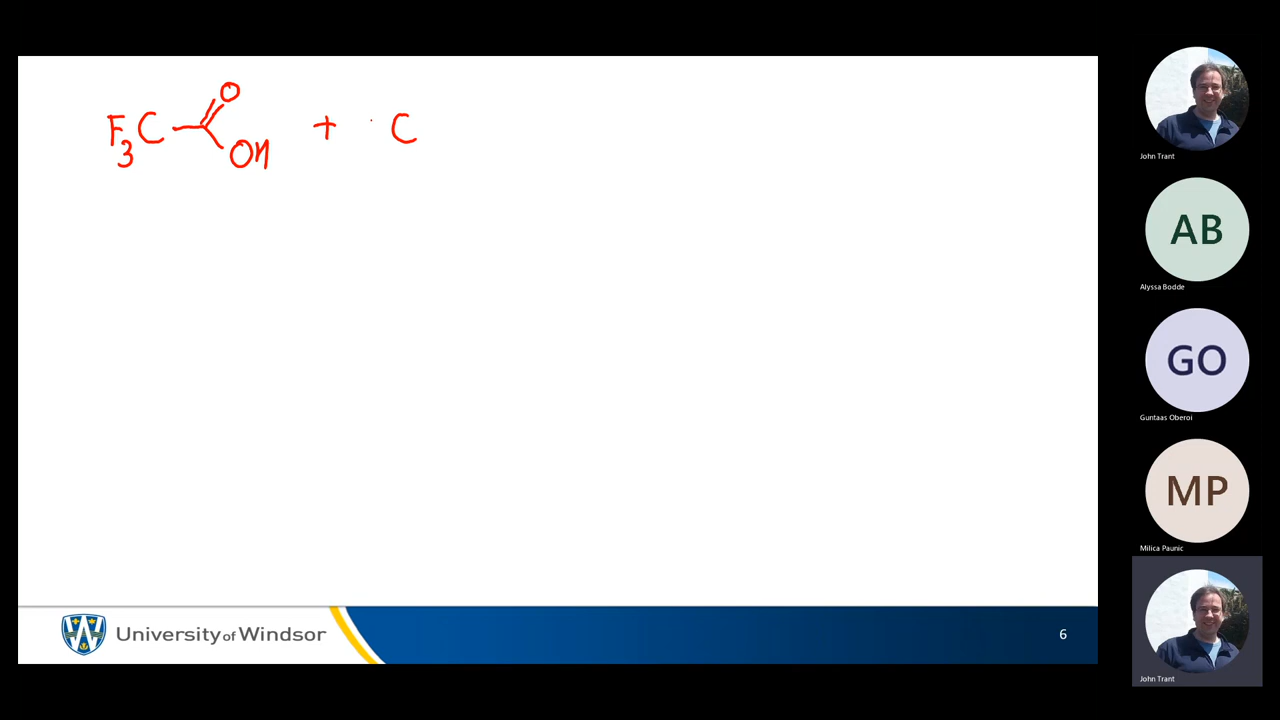 F3C O OH + C
University of Windsor
6
John Trant
AB
Alyssa Bodde
GO
Guntaas Oberoi
MP
Milica Paunic
John Trant